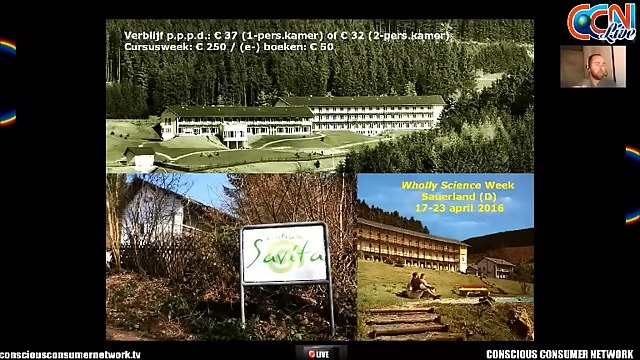 Verblijf p.p.p.d.: € 37 (1-pers.kamer) of € 32 (2-pers.kamer)
Cursusweek: € 250 / (e-) boeken: € 50
CCN
Live
Wholly Science Week
Sauerland (D)
17-23 april 2016
Savita
LIVE
consciousconsumernetwork.tv
CONSCIOUS CONSUMER NETWORK